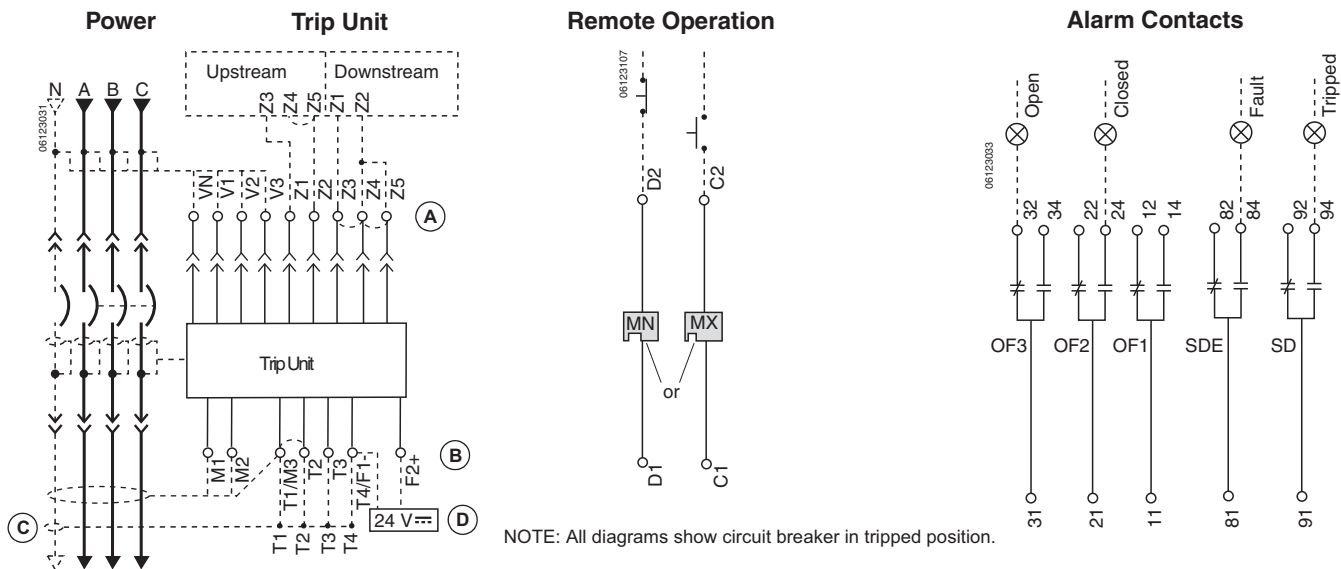 Power
Trip Unit
Remote Operation
Alarm Contacts
Upstream
Downstream
N A B C
06123031
Z3
Z4
Z5
Z1
Z2
VN
V1
V2
V3
Z1
Z2
Z3
Z4
Z5
A
Trip Unit
M1
M2
T1/M3
T2
T3
T4/F1-
F2+
B
C
24 V
D
T1
T2
T3
T4
06123107
D2
C2
MN
MX
or
D1
C1
06123033
Open
Closed
Fault
Tripped
32
34
22
24
12
14
82
84
92
94
OF3
OF2
OF1
SDE
SD
31
21
11
81
91
NOTE: All diagrams show circuit breaker in tripped position.